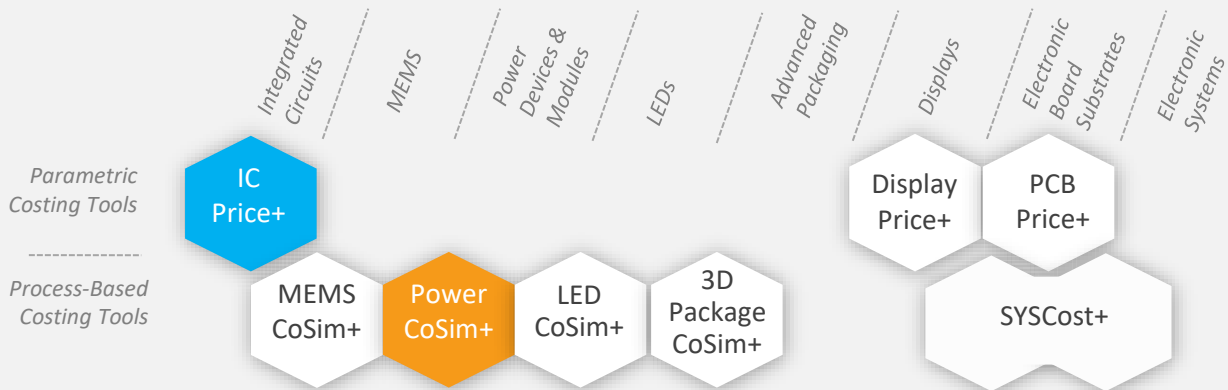 Integrated
Circuits
MEMS
Power
Devices &
Modules
LEDs
Advanced
Packaging
Displays
Electronic
Board
Substrates
Electronic
Systems
Parametric
Costing Tools
IC
Price+
Display
Price+
PCB
Price+
Process-Based
Costing Tools
MEMS
CoSim+
Power
CoSim+
LED
CoSim+
3D
Package
CoSim+
SYSCost+